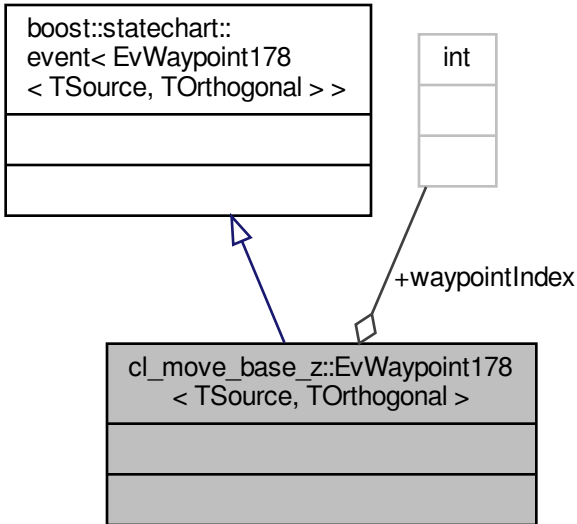 boost::statechart::
event< EvWaypoint178
< TSource, TOrthogonal > >
int
+waypointIndex
cl_move_base_z::EvWaypoint178
< TSource, TOrthogonal >